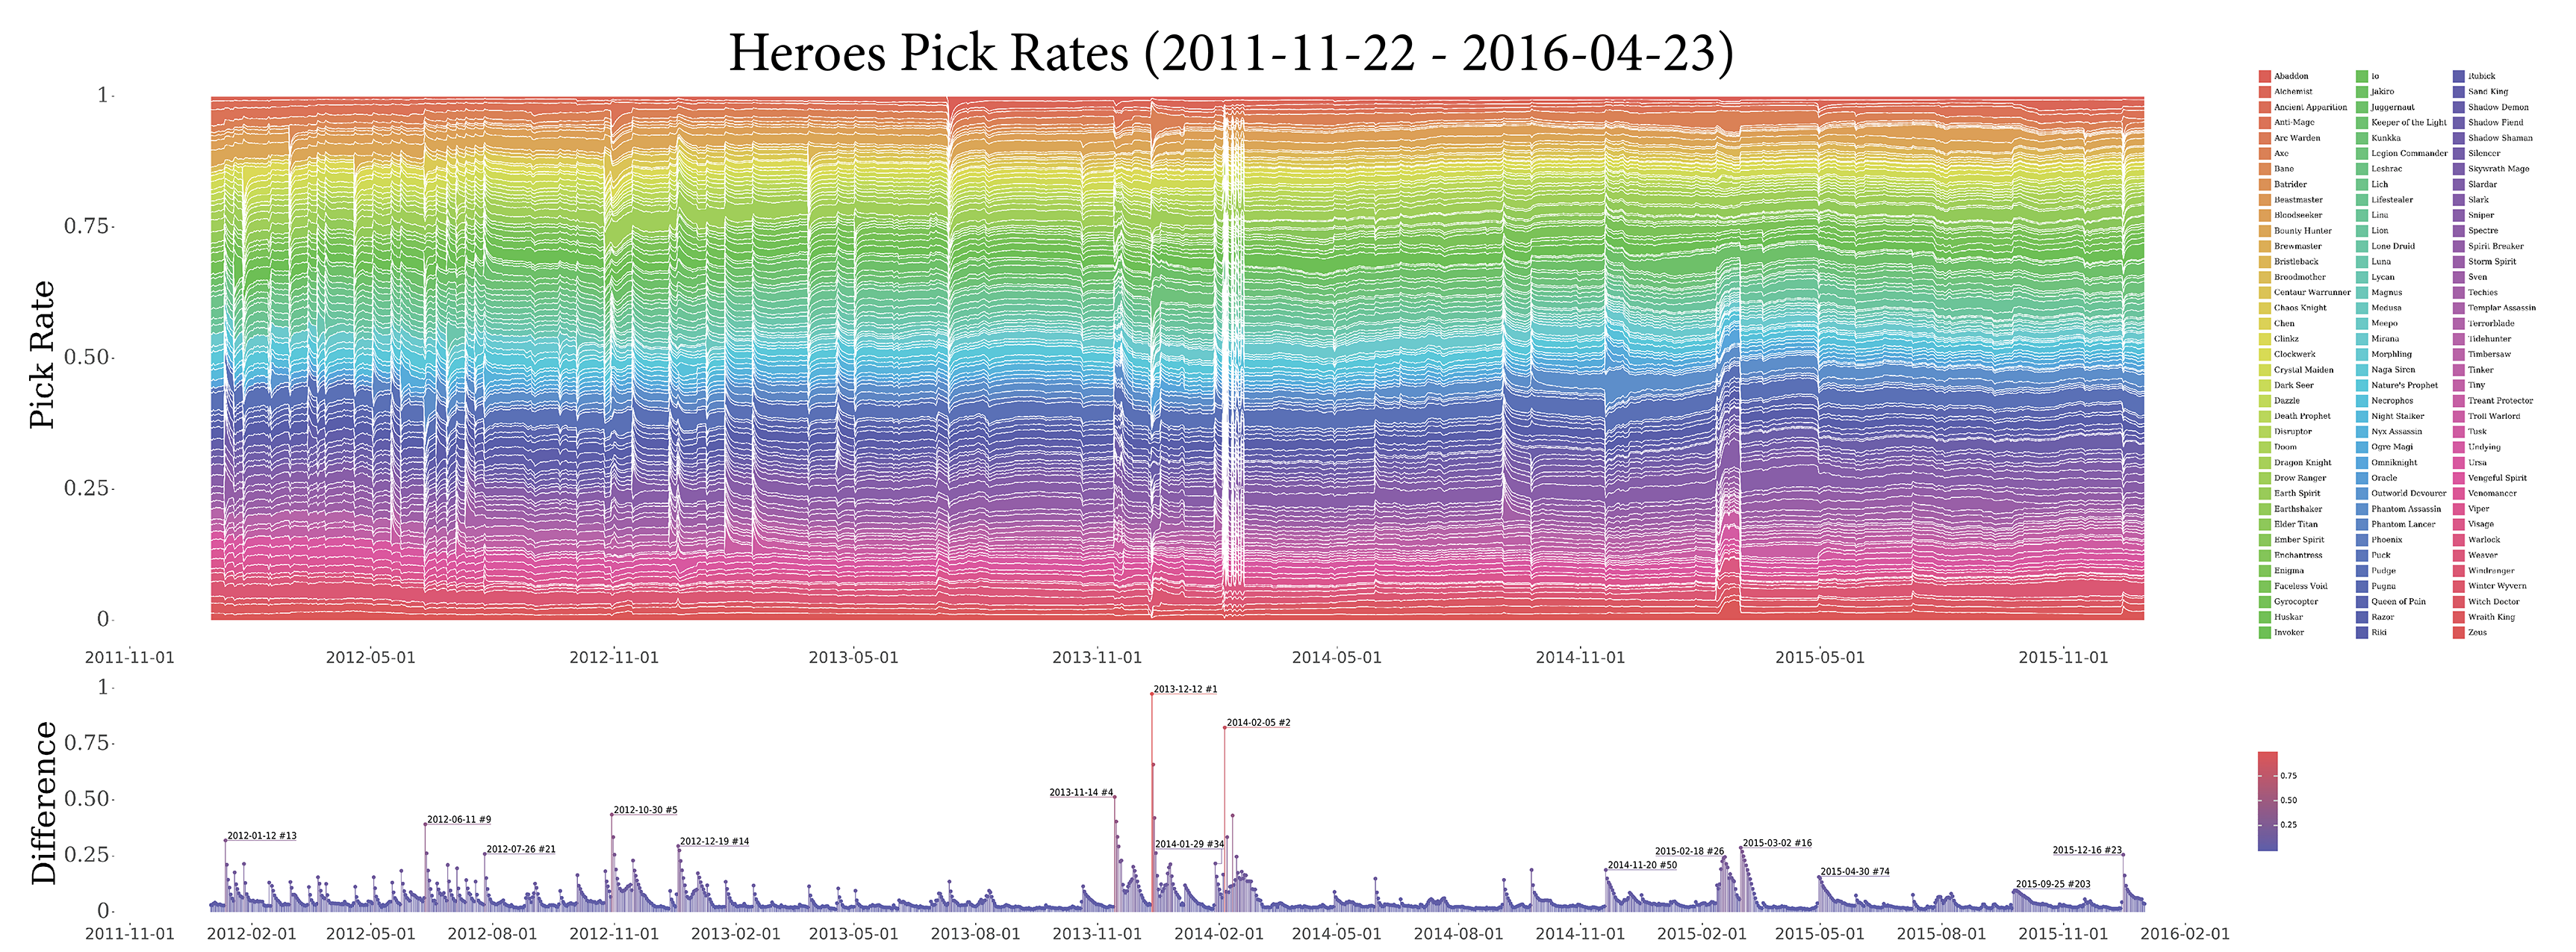 Heroes Pick Rates (2011-11-22 - 2016-04-23)
Pick Rate
1
0.75
0.50
0.25
0
2011-11-01 2012-05-01 2012-11-01 2013-05-01 2013-11-01 2014-05-01 2014-11-01 2015-05-01 2015-11-01
Abaddon
Alchemist
Ancient Apparition
Anti-Mage
Arc Warden
Axe
Bane
Batrider
Beastmaster
Bloodseeker
Bounty Hunter
Brewmaster
Bristleback
Broodmother
Centaur Warrunner
Chaos Knight
Chen
Clinkz
Clockwerk
Crystal Maiden
Dark Seer
Dazzle
Death Prophet
Disruptor
Doom
Dragon Knight
Drow Ranger
Earth Spirit
Earthshaker
Elder Titan
Ember Spirit
Enchantress
Enigma
Faceless Void
Gyrocopter
Huskar
Invoker
Io
Jakiro
Juggernaut
Keeper of the Light
Kunkka
Legion Commander
Leshrac
Lich
Lifestealer
Lina
Lion
Lone Druid
Luna
Lycan
Magnus
Medusa
Meepo
Mirana
Morphling
Naga Siren
Nature's Prophet
Necrophos
Night Stalker
Nyx Assassin
Ogre Magi
Omniknight
Oracle
Outworld Devourer
Phantom Assassin
Phantom Lancer
Phoenix
Puck
Pudge
Pugna
Queen of Pain
Razor
Riki
Rubick
Sand King
Shadow Demon
Shadow Fiend
Shadow Shaman
Silencer
Skywrath Mage
Slardar
Slark
Sniper
Spectre
Spirit Breaker
Storm Spirit
Sven
Techies
Templar Assassin
Terrorblade
Tidehunter
Timbersaw
Tinker
Tiny
Treant Protector
Troll Warlord
Tusk
Undying
Ursa
Vengeful Spirit
Venomancer
Viper
Visage
Warlock
Weaver
Windranger
Winter Wyvern
Witch Doctor
Wraith King
Zeus
Difference
1
0.75
0.50
0.25
0
2012-01-12 #13
2012-06-11 #9
2012-07-26 #21
2012-10-30 #5
2012-12-19 #14
2013-11-14 #4
2013-12-12 #1
2014-01-29 #34
2014-02-05 #2
2014-11-20 #50
2015-02-18 #26
2015-03-02 #16
2015-04-30 #74
2015-09-25 #203
2015-12-16 #23
2011-11-01 2012-02-01 2012-05-01 2012-08-01 2012-11-01 2013-02-01 2013-05-01 2013-08-01 2013-11-01 2014-02-01 2014-05-01 2014-08-01 2014-11-01 2015-02-01 2015-05-01 2015-08-01 2015-11-01 2016-02-01
0.75
0.50
0.25